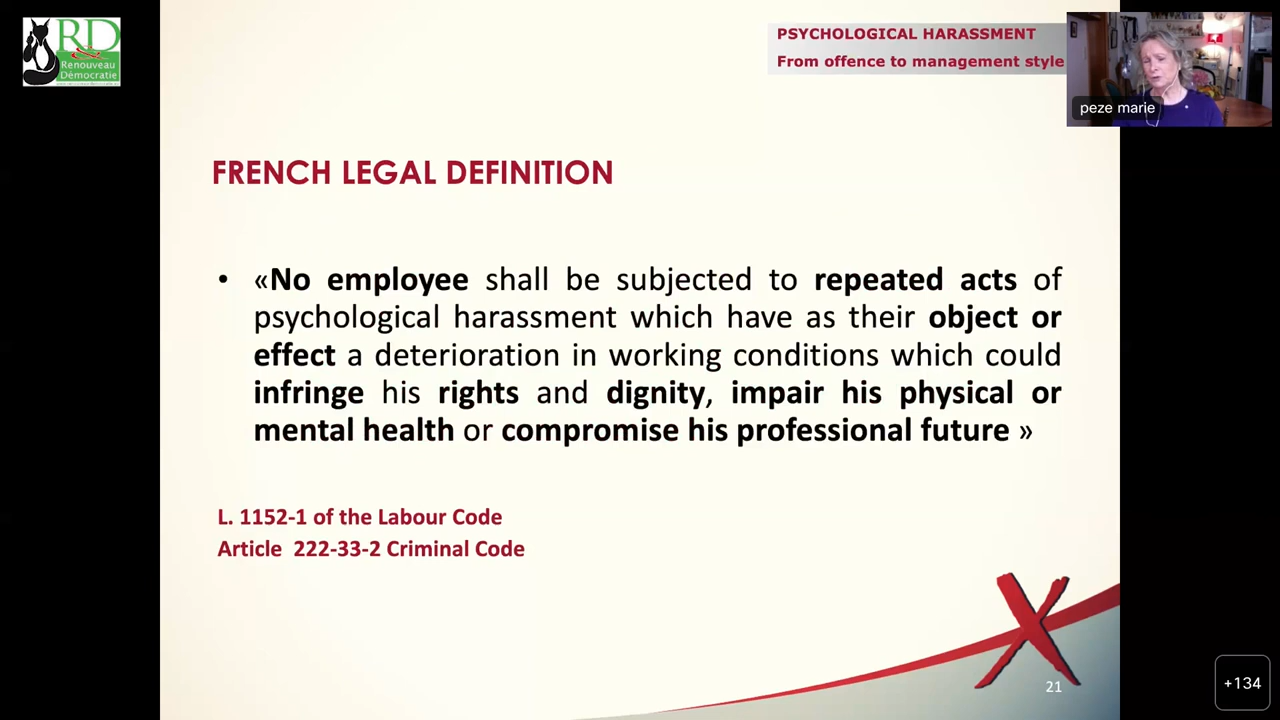 RD
Renouveau
Démocratie
PSYCHOLOGICAL HARASSMENT
From offence to management style
peze marie
FRENCH LEGAL DEFINITION
• «No employee shall be subjected to repeated acts of
psychological harassment which have as their object or
effect a deterioration in working conditions which could
infringe his rights and dignity, impair his physical or
mental health or compromise his professional future »
L. 1152-1 of the Labour Code
Article 222-33-2 Criminal Code
21
+134